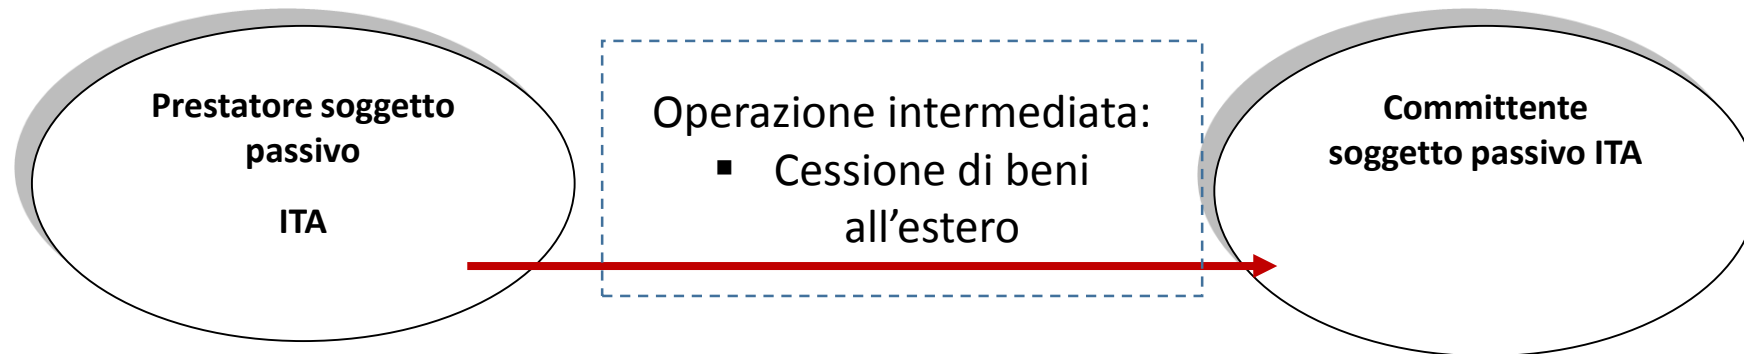 Prestatore soggetto
passivo
ITA
Operazione intermediata:
▪ Cessione di beni
all’estero
Committente
soggetto passivo ITA